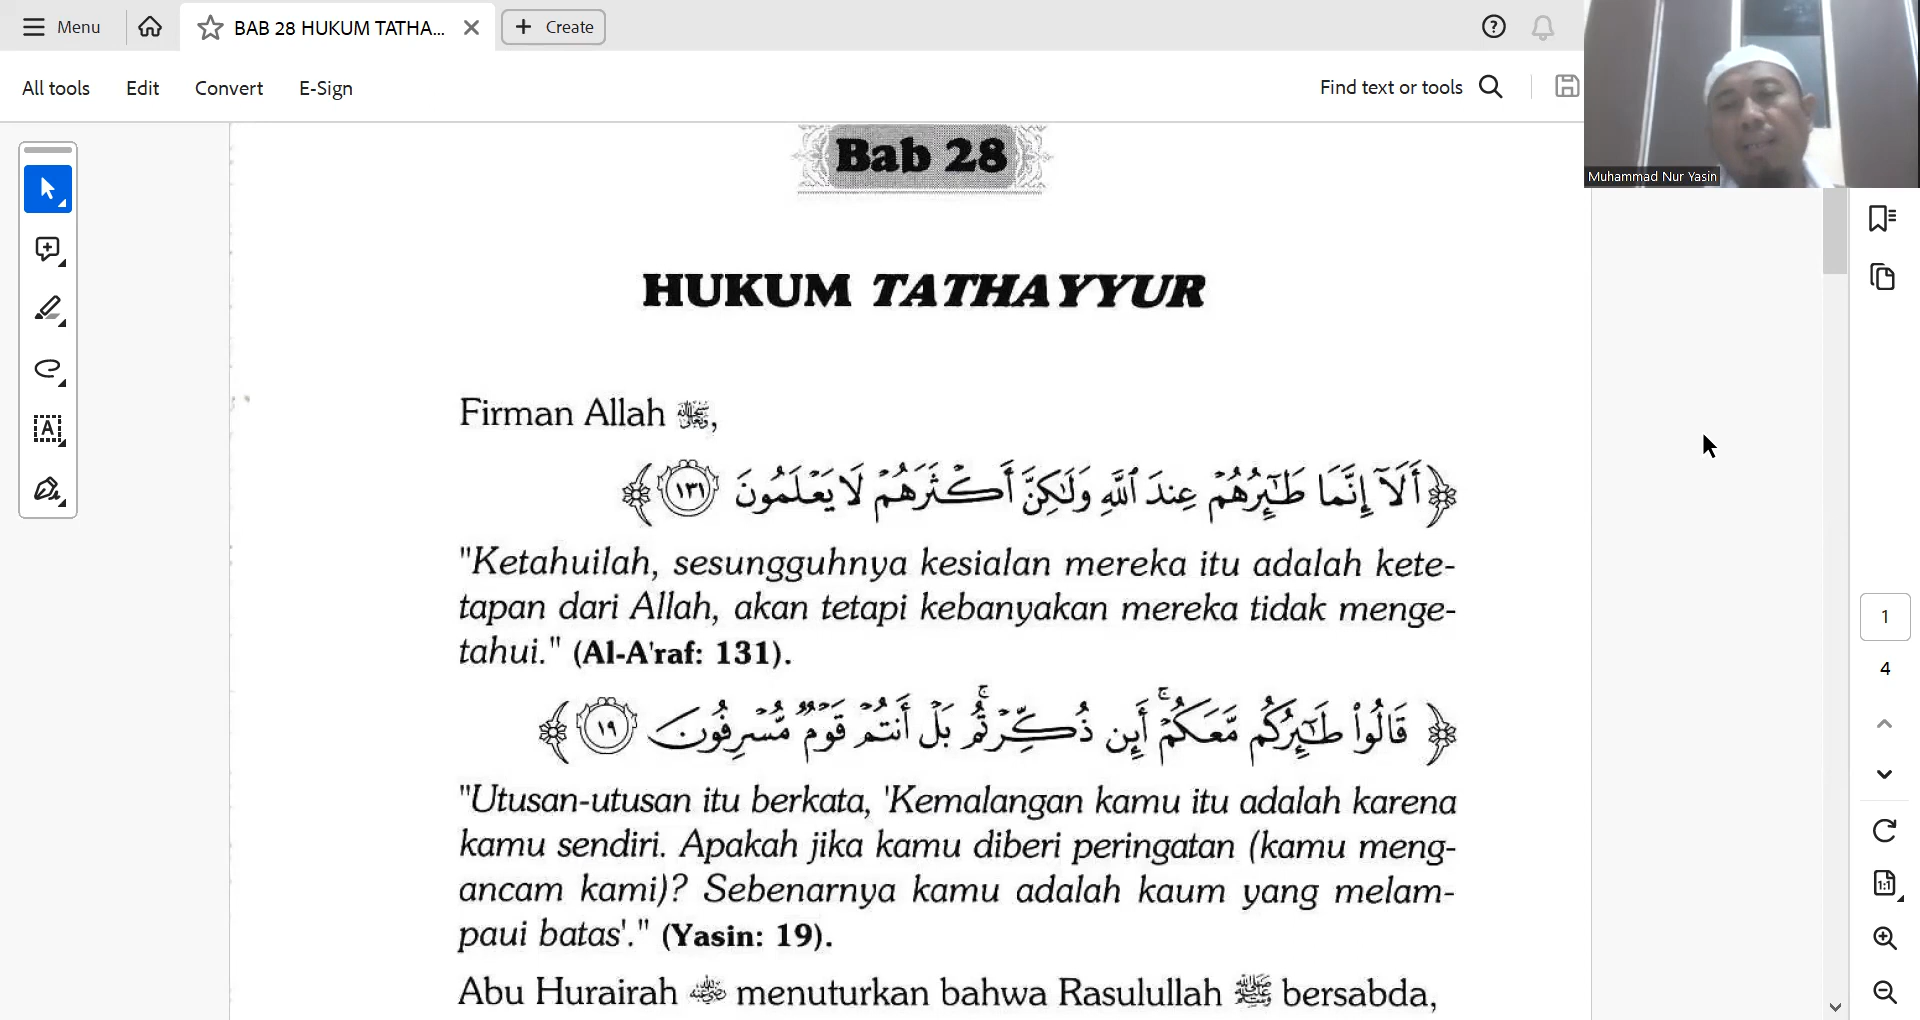 Menu
BAB 28 HUKUM TATHA...
Create
All tools
Edit
Convert
E-Sign
Find text or tools
Muhammad Nur Yasin
Bab 28
HUKUM TATHAYYUR
Firman Allah ﷾,
﴿ أَلَآ إِنَّمَا طَـٰٓئِرُهُمْ عِندَ ٱللَّهِ وَلَـٰكِنَّ أَكْثَرَهُمْ لَا يَعْلَمُونَ ١٣١ ﴾
"Ketahuilah, sesungguhnya kesialan mereka itu adalah kete-
tapan dari Allah, akan tetapi kebanyakan mereka tidak menge-
tahui." (Al-A'raf: 131).
﴿ قَالُوا۟ طَـٰٓئِرُكُم مَّعَكُمْ ۚ أَئِن ذُكِّرْتُم ۚ بَلْ أَنتُمْ قَوْمٌ مُّسْرِفُونَ ١٩ ﴾
"Utusan-utusan itu berkata, 'Kemalangan kamu itu adalah karena
kamu sendiri. Apakah jika kamu diberi peringatan (kamu meng-
ancam kami)? Sebenarnya kamu adalah kaum yang melam-
paui batas'." (Yasin: 19).
Abu Hurairah ؓ menuturkan bahwa Rasulullah ﷺ bersabda,
1
4